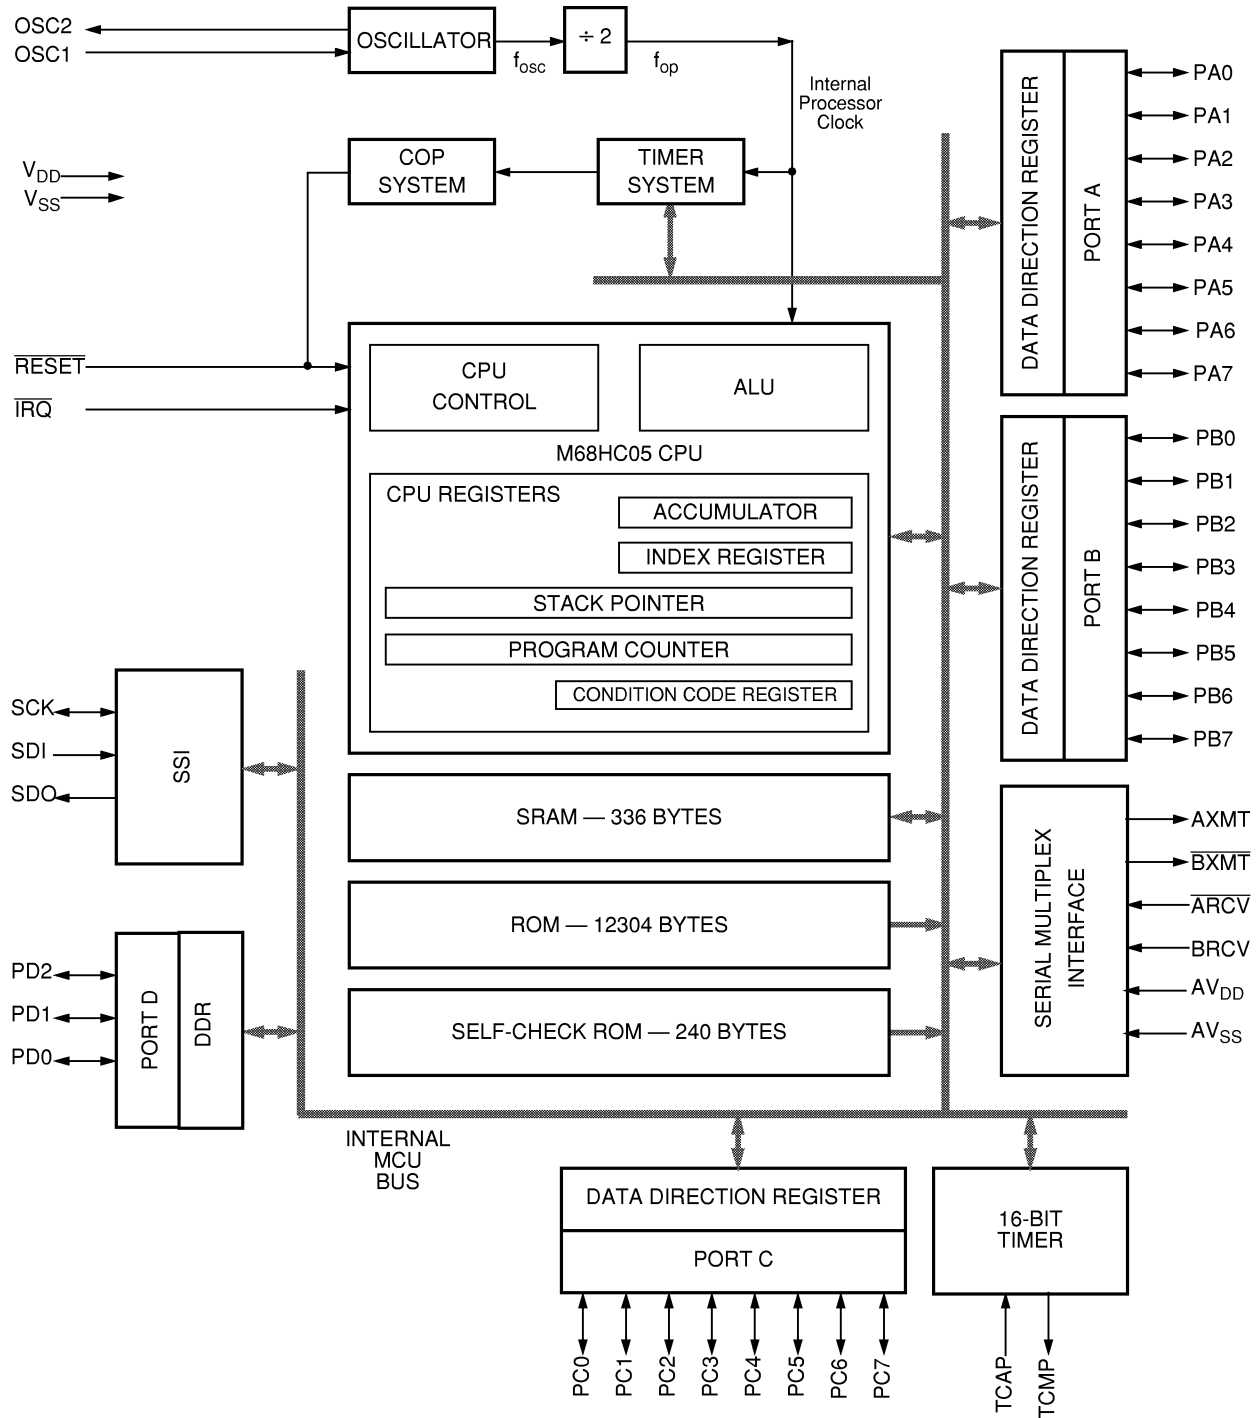 OSC2
OSC1
OSCILLATOR
fosc
÷ 2
fop
Internal
Processor
Clock
VDD
VSS
COP
SYSTEM
TIMER
SYSTEM
RESET
IRQ
CPU
CONTROL
ALU
M68HC05 CPU
CPU REGISTERS
ACCUMULATOR
INDEX REGISTER
STACK POINTER
PROGRAM COUNTER
CONDITION CODE REGISTER
SRAM — 336 BYTES
ROM — 12304 BYTES
SELF-CHECK ROM — 240 BYTES
SCK
SDI
SDO
SSI
PD2
PD1
PD0
PORT D
DDR
INTERNAL
MCU
BUS
DATA DIRECTION REGISTER
PORT A
PA0
PA1
PA2
PA3
PA4
PA5
PA6
PA7
DATA DIRECTION REGISTER
PORT B
PB0
PB1
PB2
PB3
PB4
PB5
PB6
PB7
SERIAL MULTIPLEX
INTERFACE
AXMT
BXMT
ARCV
BRCV
AVDD
AVSS
DATA DIRECTION REGISTER
PORT C
PC0
PC1
PC2
PC3
PC4
PC5
PC6
PC7
16-BIT
TIMER
TCAP
TCMP